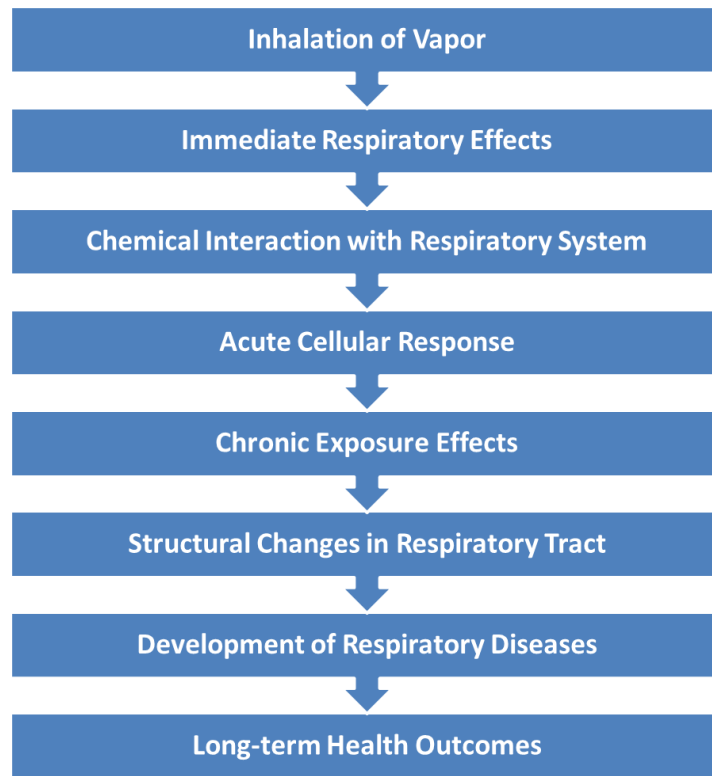 Inhalation of Vapor
Immediate Respiratory Effects
Chemical Interaction with Respiratory System
Acute Cellular Response
Chronic Exposure Effects
Structural Changes in Respiratory Tract
Development of Respiratory Diseases
Long-term Health Outcomes